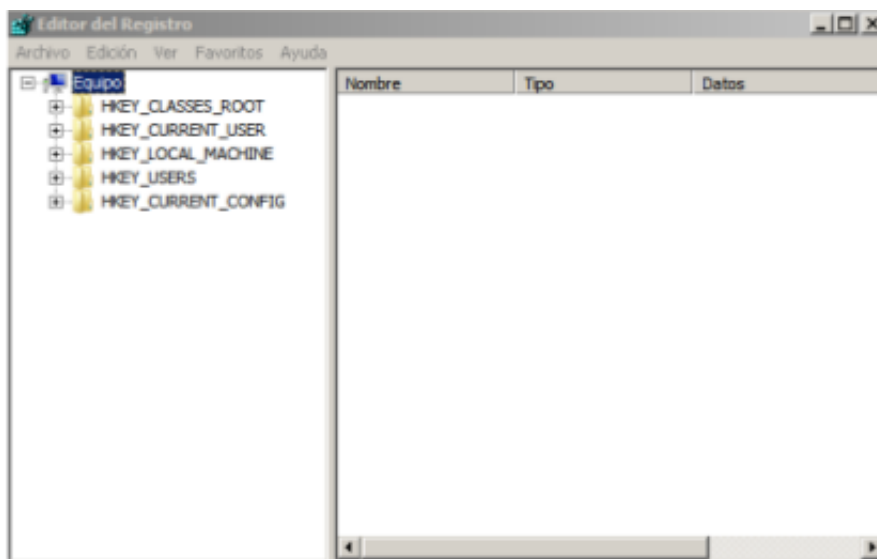 Editor del Registro
Archivo Edición Ver Favoritos Ayuda
Equipo
HKEY_CLASSES_ROOT
HKEY_CURRENT_USER
HKEY_LOCAL_MACHINE
HKEY_USERS
HKEY_CURRENT_CONFIG
Nombre Tipo Datos